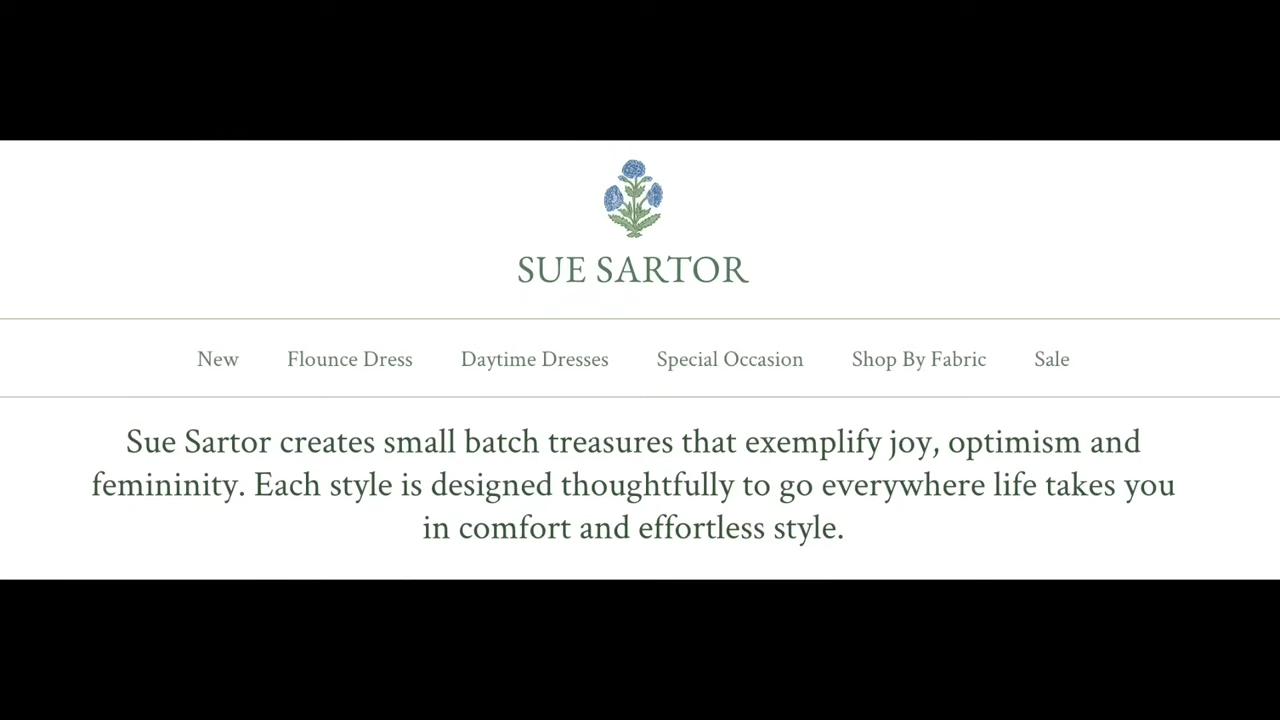 SUE SARTOR
New Flounce Dress Daytime Dresses Special Occasion Shop By Fabric Sale
Sue Sartor creates small batch treasures that exemplify joy, optimism and
femininity. Each style is designed thoughtfully to go everywhere life takes you
in comfort and effortless style.